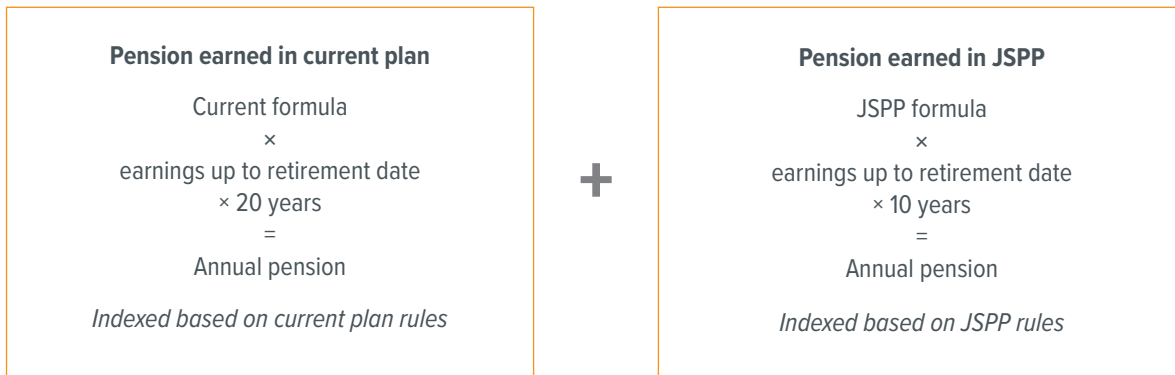 Pension earned in current plan
Current formula
×
earnings up to retirement date
× 20 years
=
Annual pension
Indexed based on current plan rules
+
Pension earned in JSPP
JSPP formula
×
earnings up to retirement date
× 10 years
=
Annual pension
Indexed based on JSPP rules